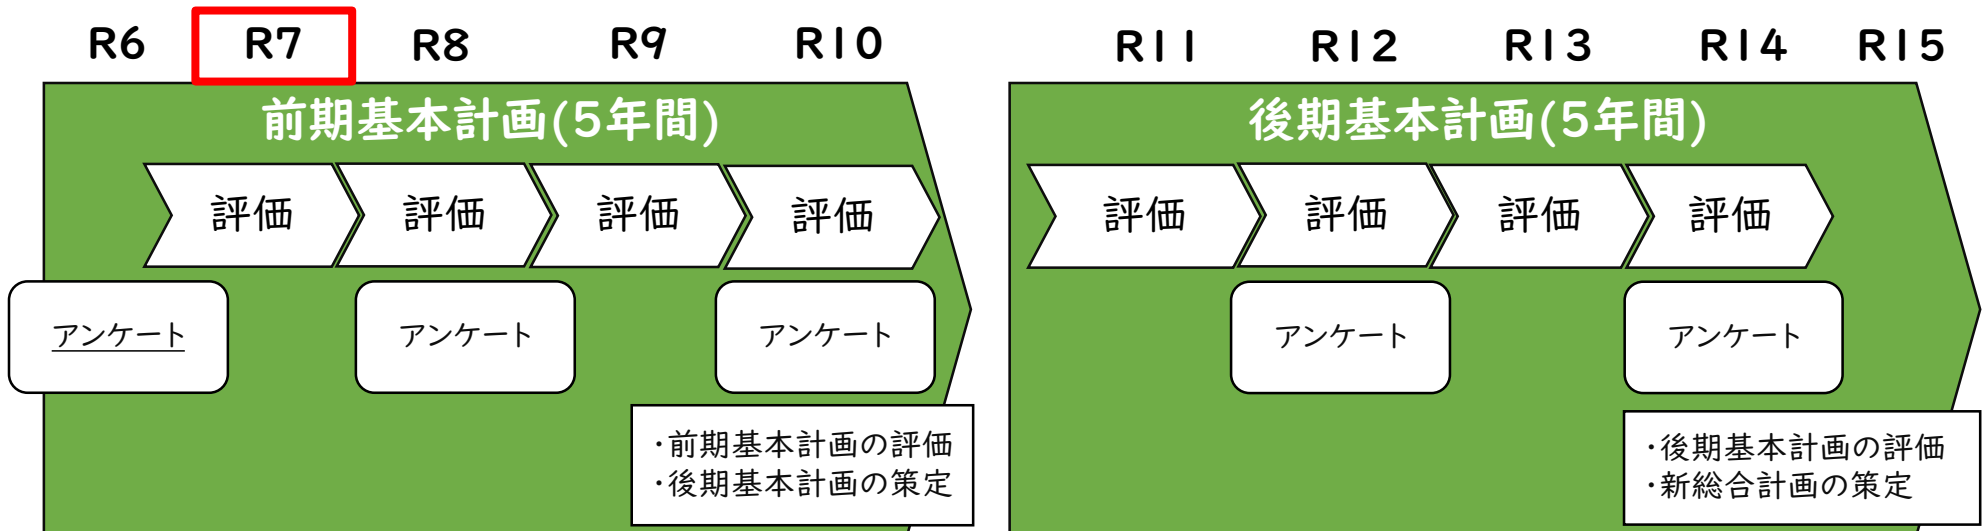 R6 R7 R8 R9 R10 R11 R12 R13 R14 R15
前期基本計画(5年間)
後期基本計画(5年間)
評価 評価 評価 評価 評価 評価 評価 評価
アンケート アンケート アンケート アンケート アンケート
・前期基本計画の評価
・後期基本計画の策定
・後期基本計画の評価
・新総合計画の策定